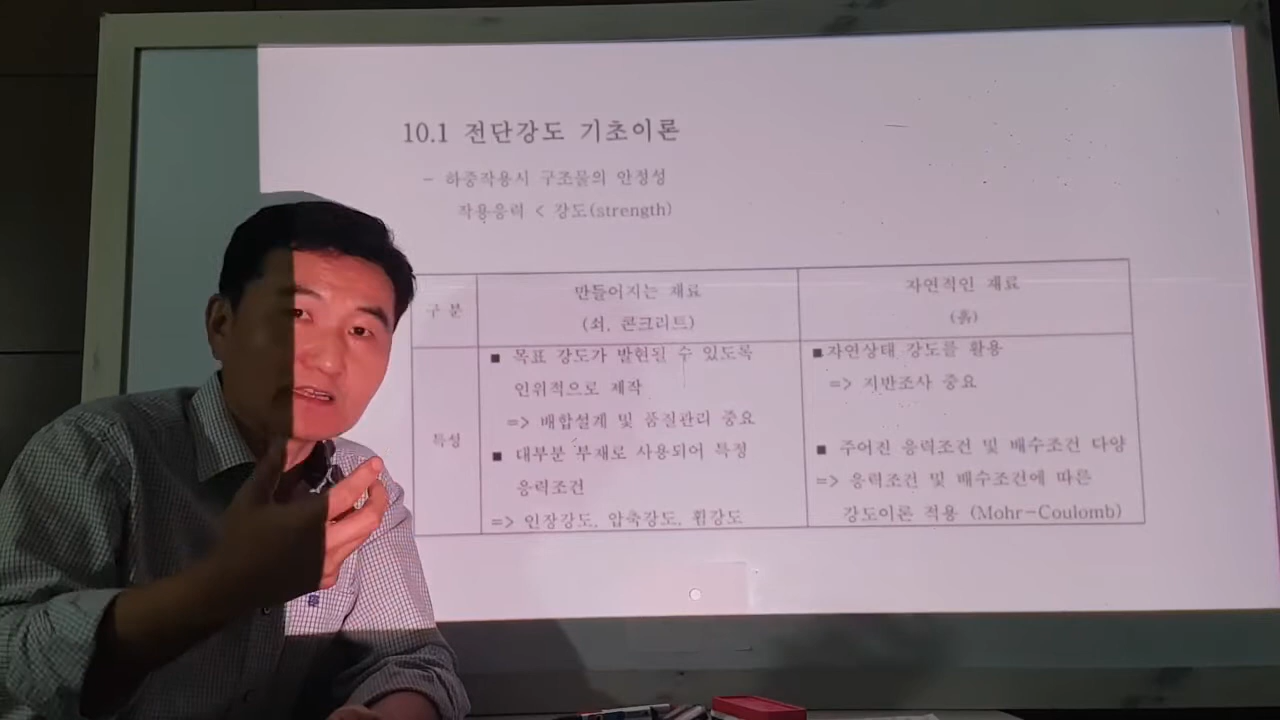 10.1 전단강도 기초이론
- 하중작용시 구조물의 안정성
작용응력 < 강도(strength)
구 분
만들어지는 재료
(쇠, 콘크리트)
자연적인 재료
(흙)
특성
■ 목표 강도가 발현될 수 있도록
인위적으로 제작
=> 배합설계 및 품질관리 중요
■ 대부분 부재로 사용되어 특정
응력조건
=> 인장강도, 압축강도, 휨강도
■자연상태 강도를 활용
=> 지반조사 중요
■ 주어진 응력조건 및 배수조건 다양
=> 응력조건 및 배수조건에 따른
강도이론 적용 (Mohr-Coulomb)